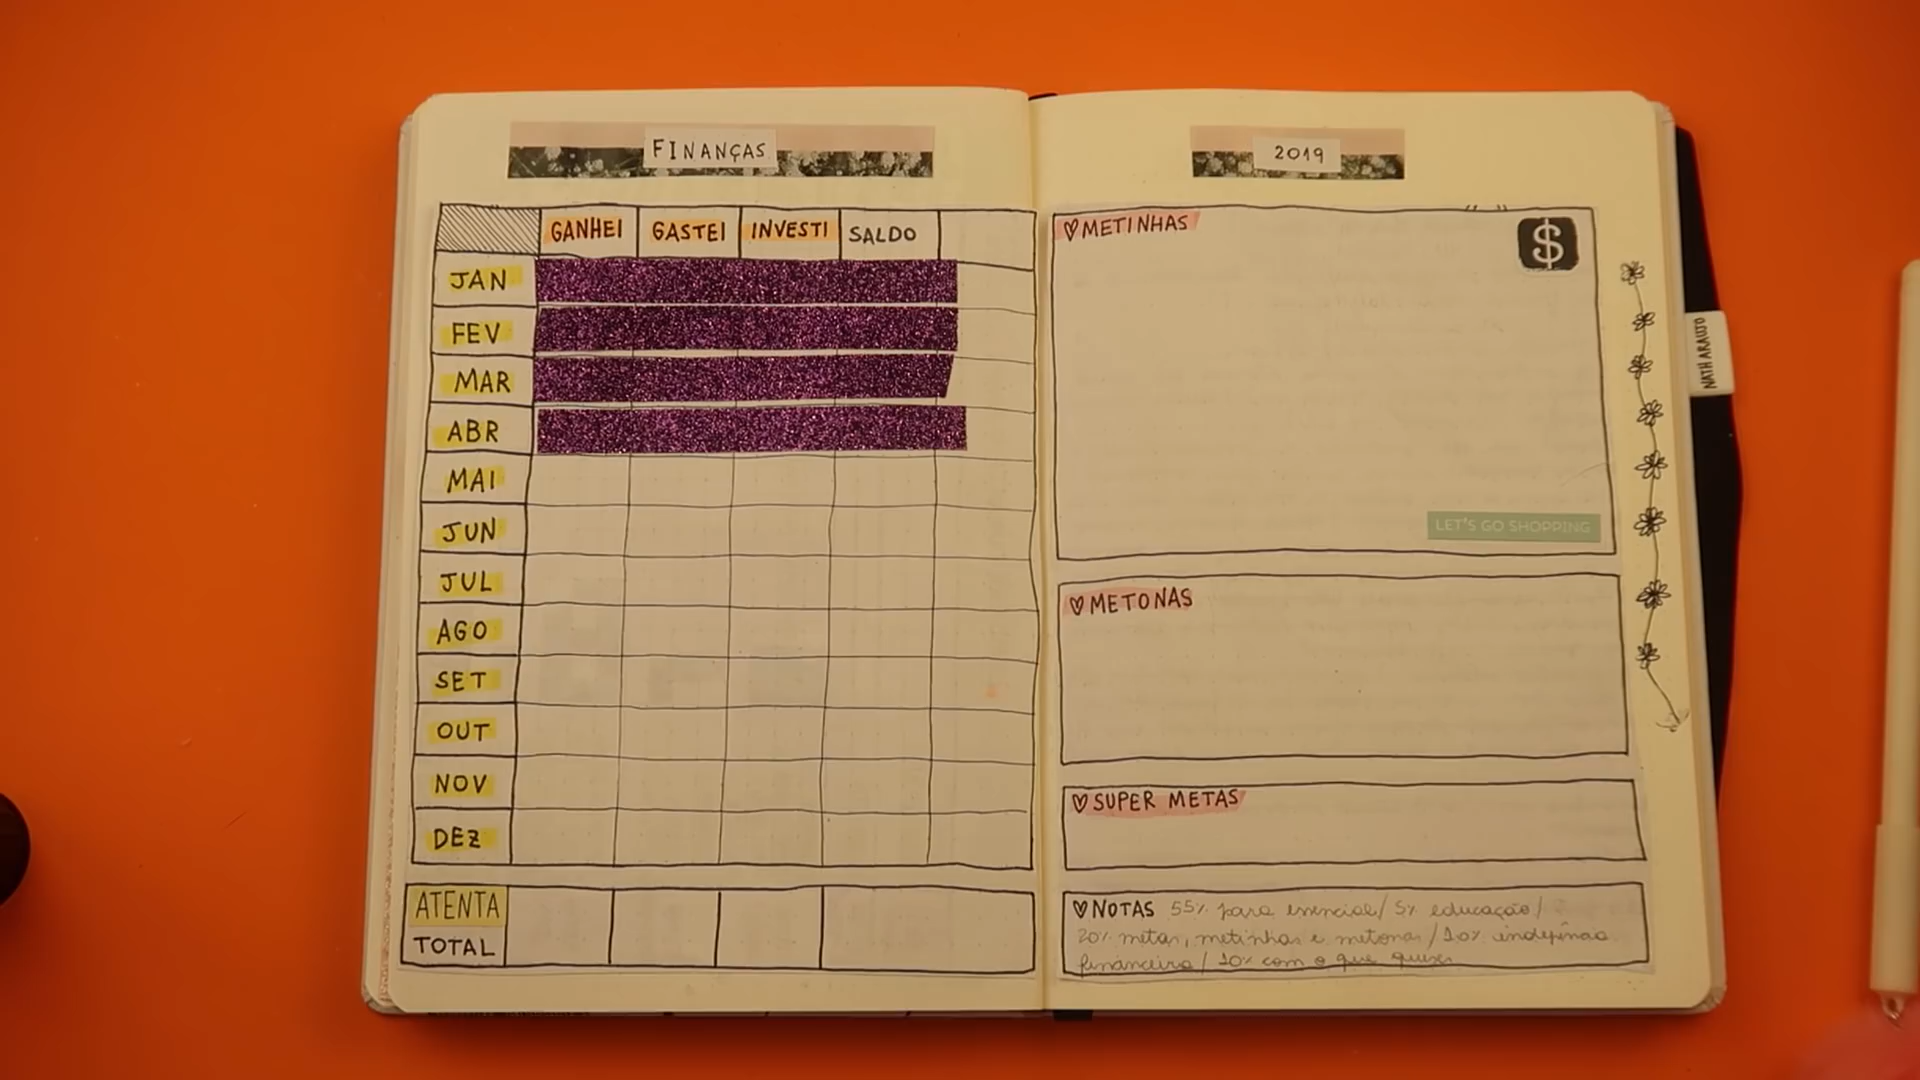 FINANÇAS
GANHEI GASTEI INVESTI SALDO
JAN
FEV
MAR
ABR
MAI
JUN
JUL
AGO
SET
OUT
NOV
DEZ
ATENTA
TOTAL
2019
METINHAS
$
LET'S GO SHOPPING
METONAS
SUPER METAS
NOTAS 55% para essencial/ 5% educação/
20% metas, metinhas e metonas / 10%
financeira / 10% com o que quiser
NATH ARAUJO